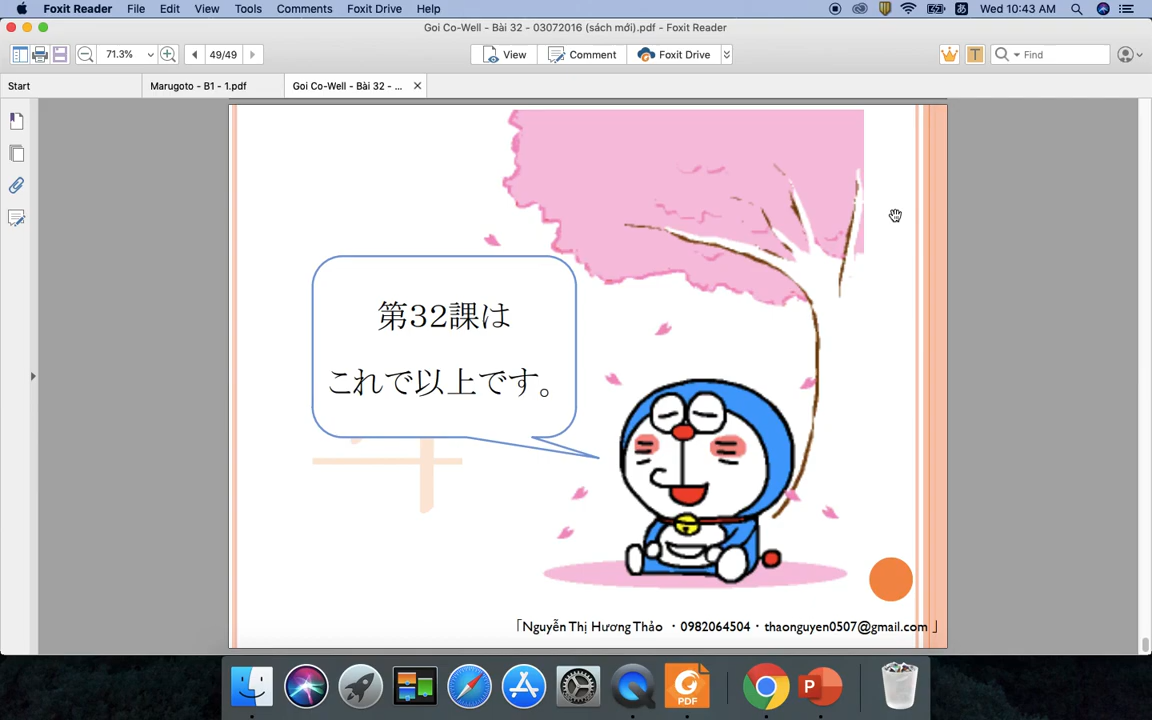 Foxit Reader File Edit View Tools Comments Foxit Drive Help あ Wed 10:43 AM
Goi Co-Well - Bài 32 - 03072016 (sách mới).pdf - Foxit Reader
71.3% 49/49 View Comment Foxit Drive Find
Start Marugoto - B1 - 1.pdf Goi Co-Well - Bài 32 - ...
第32課は
これで以上です。
「Nguyễn Thị Hương Thảo ・0982064504・ thaonguyen0507@gmail.com 」
PDF P